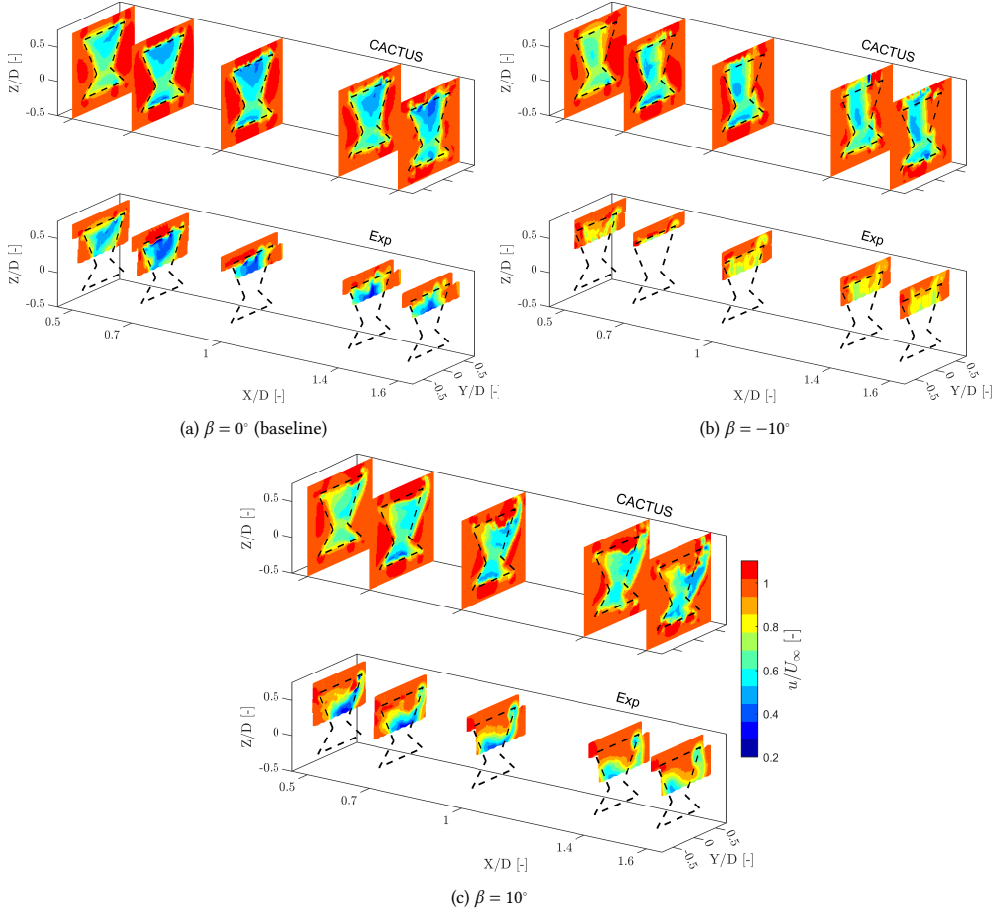 CACTUS
Z/D [-]
0.5
0
-0.5
Exp
Z/D [-]
0.5
0
-0.5
0.5
0.7
1
1.4
1.6
X/D [-]
-0.5
0
0.5
Y/D [-]
(a) β = 0° (baseline)
CACTUS
Z/D [-]
0.5
0
-0.5
Exp
Z/D [-]
0.5
0
-0.5
0.5
0.7
1
1.4
1.6
X/D [-]
-0.5
0
0.5
Y/D [-]
(b) β = −10°
CACTUS
Z/D [-]
0.5
0
-0.5
Exp
Z/D [-]
0.5
0
-0.5
0.5
0.7
1
1.4
1.6
X/D [-]
-0.5
0
0.5
Y/D [-]
1
0.8
0.6
0.4
0.2
u/U∞ [-]
(c) β = 10°